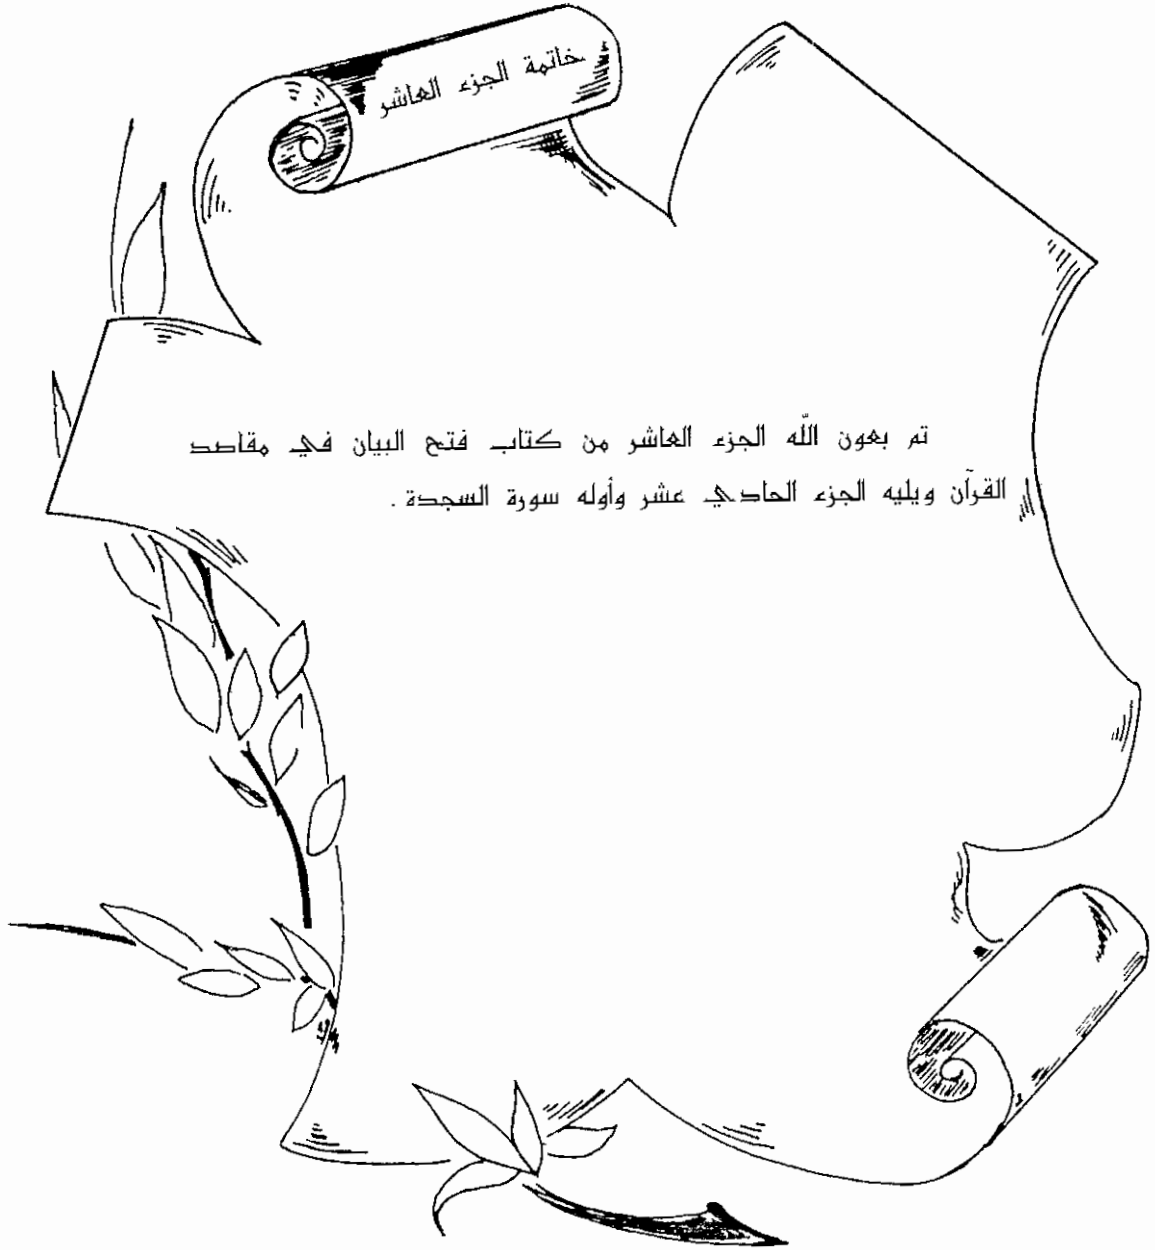 خاتمة الجزء العاشر
تم بعون اللّه الجزء العاشر من كتاب فتح البيان في مقاصد
القرآن ويليه الجزء الحادي عشر وأوله سورة السجدة .